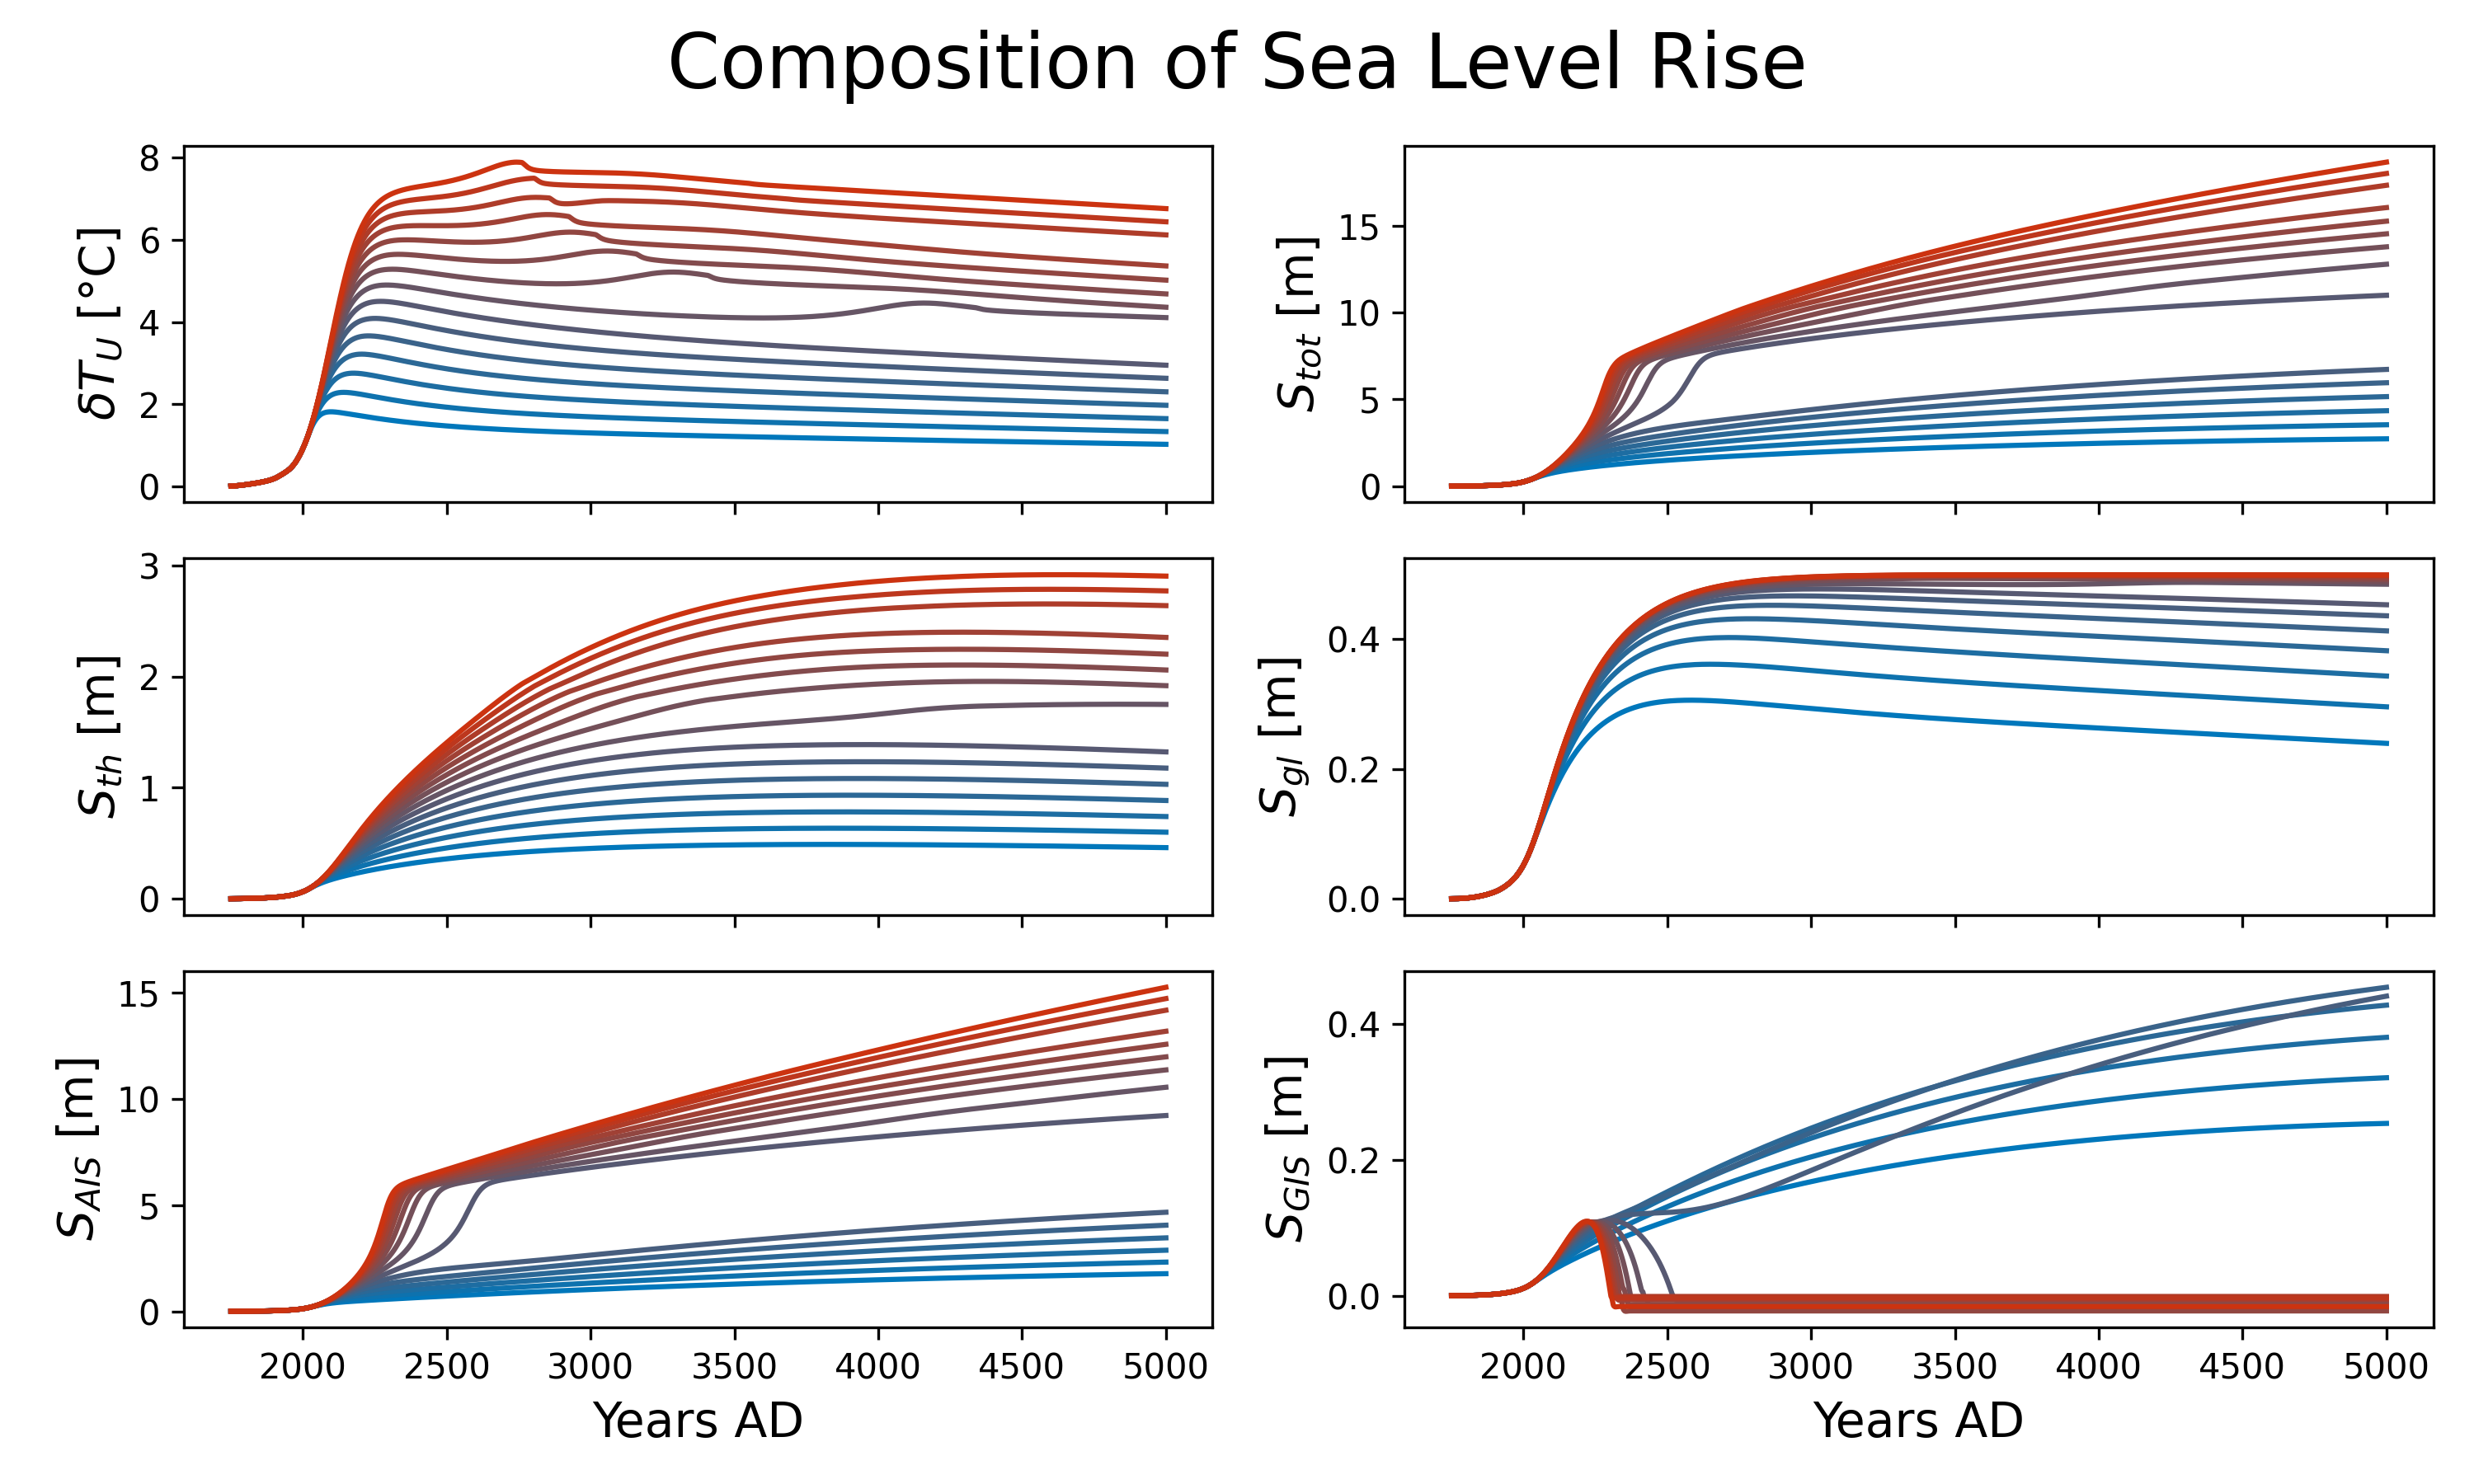 Composition of Sea Level Rise
δT_U [°C]
8
6
4
2
0
S_tot [m]
15
10
5
0
S_th [m]
3
2
1
0
S_gl [m]
0.4
0.2
0.0
S_AIS [m]
15
10
5
0
2000 2500 3000 3500 4000 4500 5000
Years AD
S_GIS [m]
0.4
0.2
0.0
2000 2500 3000 3500 4000 4500 5000
Years AD